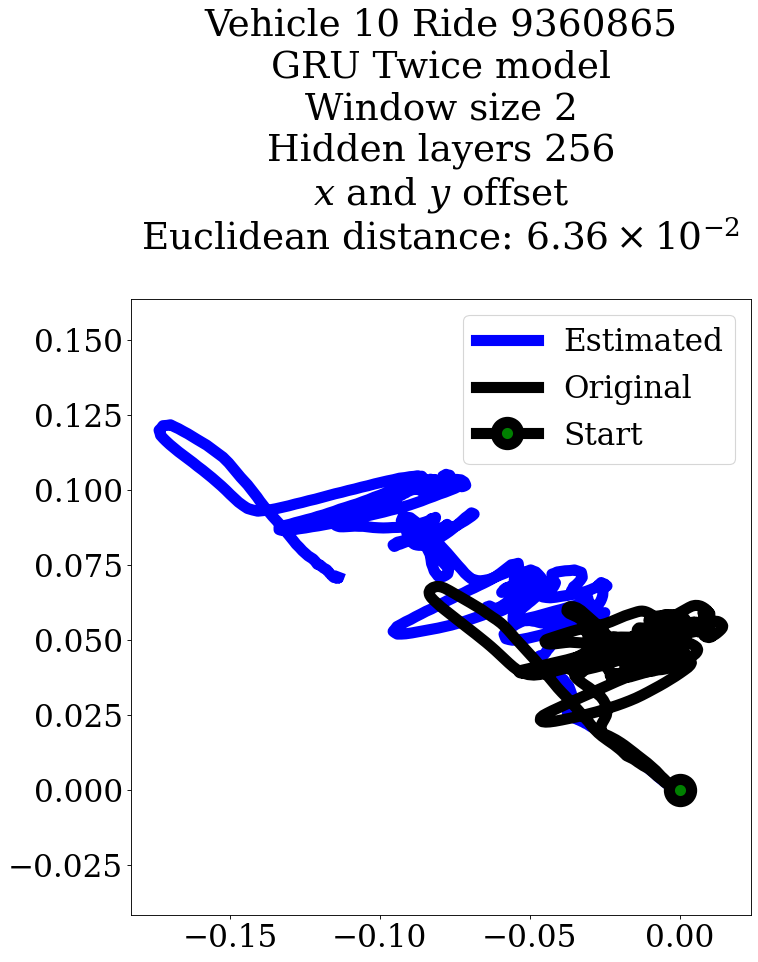 Vehicle 10 Ride 9360865
GRU Twice model
Window size 2
Hidden layers 256
x and y offset
Euclidean distance: 6.36 × 10⁻²
Estimated
Original
Start
0.150
0.125
0.100
0.075
0.050
0.025
0.000
−0.025
−0.15 −0.10 −0.05 0.00